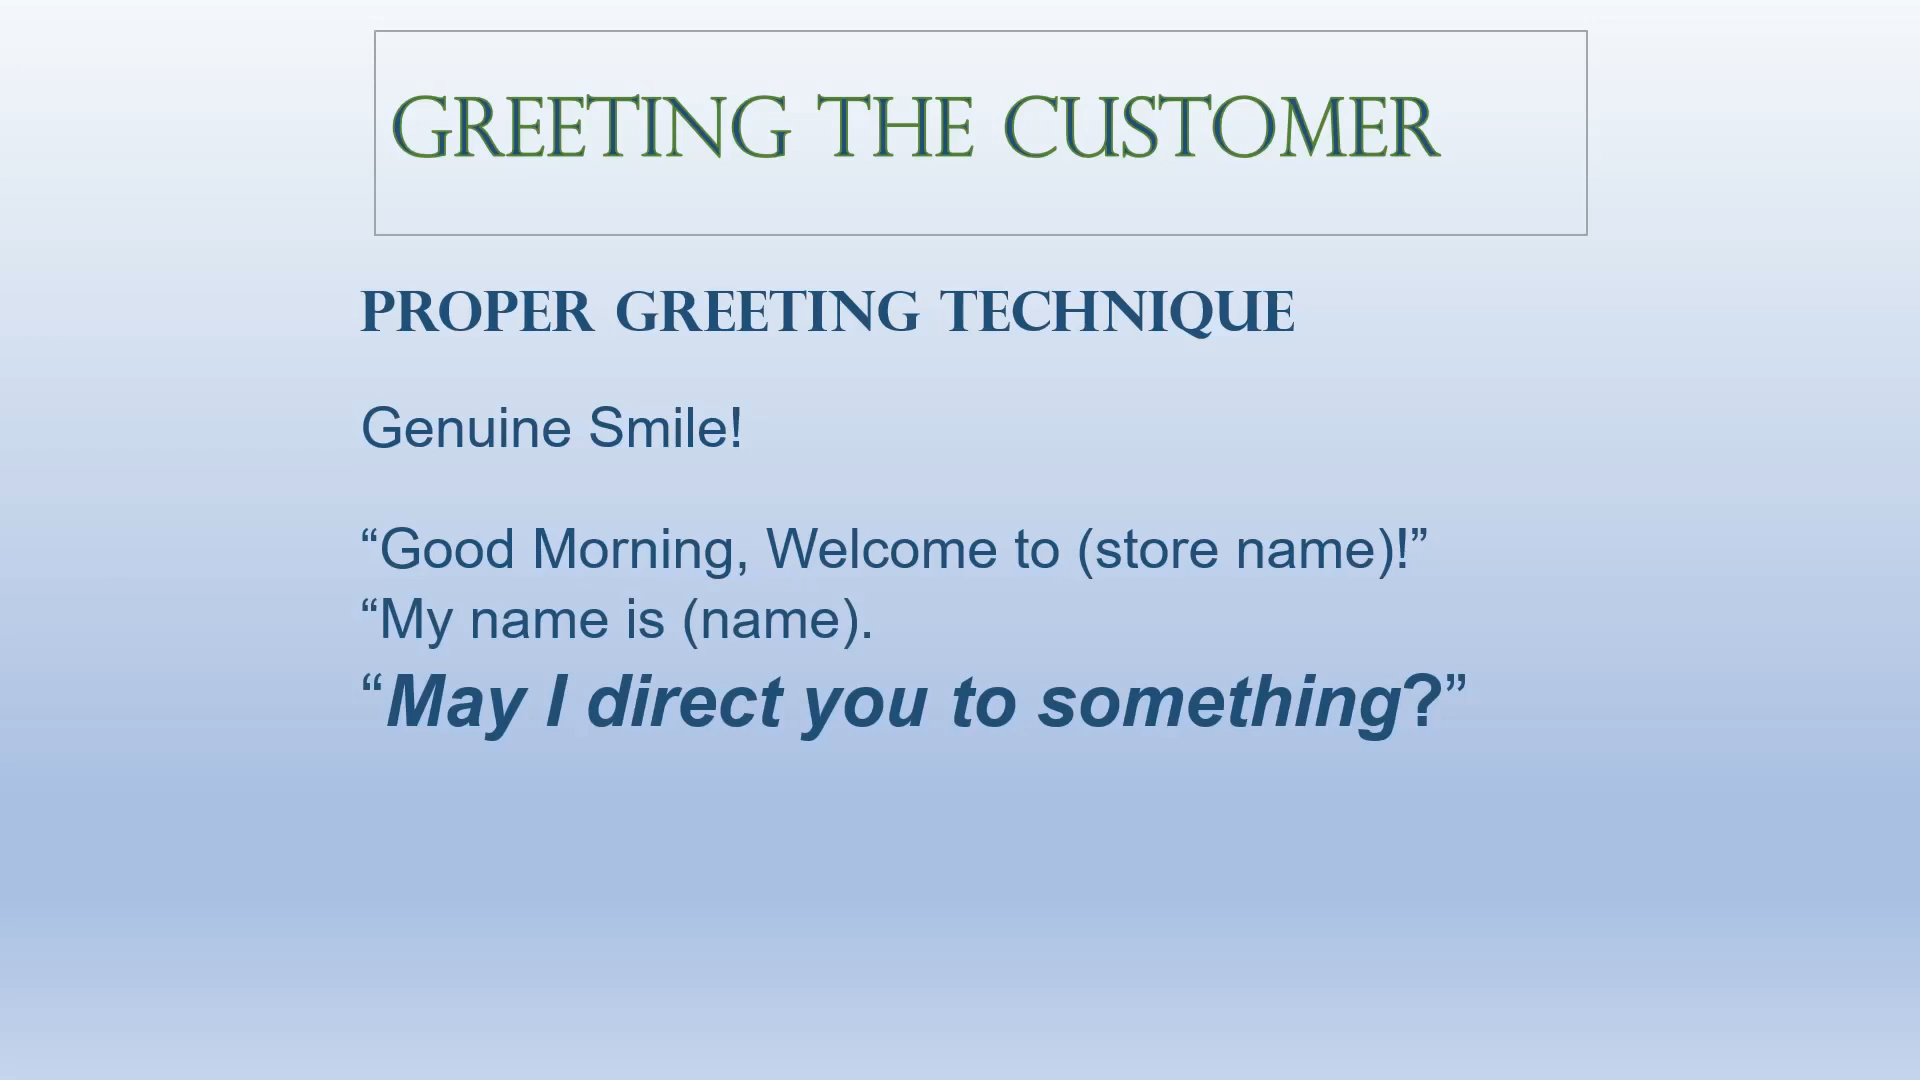 GREETING THE CUSTOMER
PROPER GREETING TECHNIQUE
Genuine Smile!
“Good Morning, Welcome to (store name)!”
“My name is (name).
“May I direct you to something?”